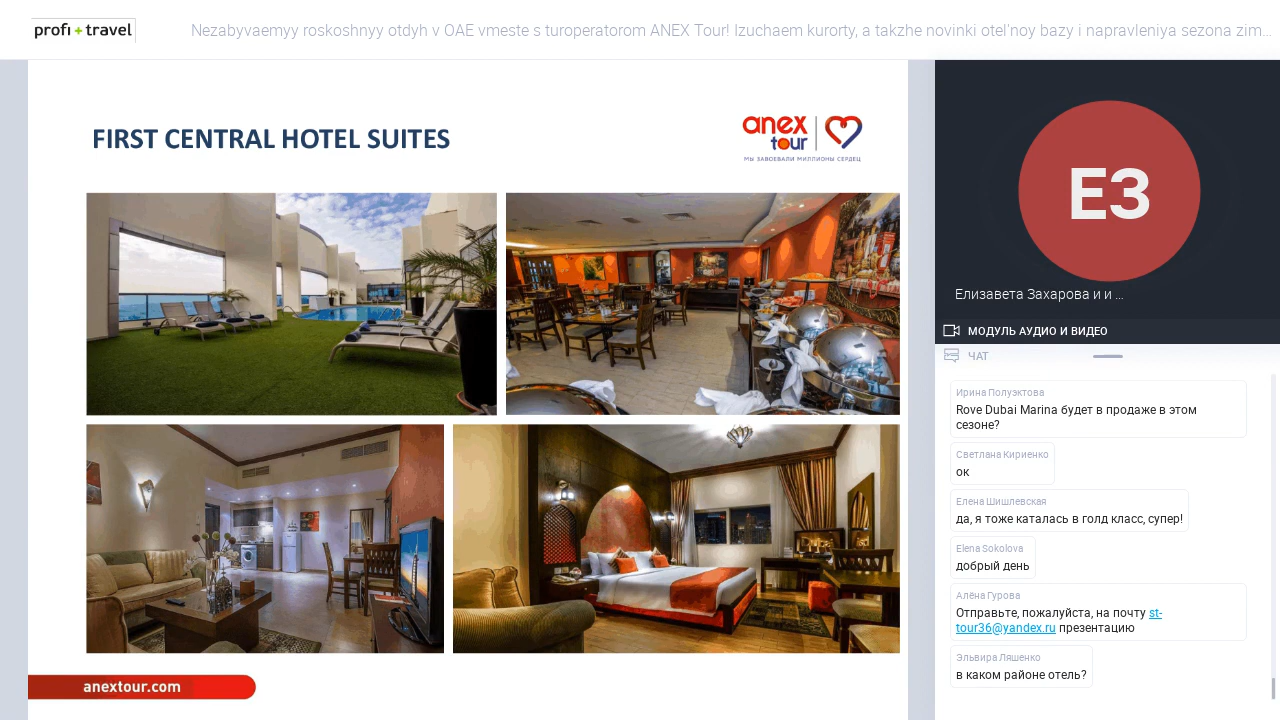 profi + travel
Nezabyvaemyy roskoshnyy otdyh v OAE vmeste s turoperatorom ANEX Tour! Izuchaem kurorty, a takzhe novinki otel'noy bazy i napravleniya sezona zim...
FIRST CENTRAL HOTEL SUITES
anex
tour
МЫ ЗАВОЕВАЛИ МИЛЛИОНЫ СЕРДЕЦ
anextour.com
ЕЗ
Елизавета Захарова и и ...
МОДУЛЬ АУДИО И ВИДЕО
ЧАТ
Ирина Полуэктова
Rove Dubai Marina будет в продаже в этом
сезоне?
Светлана Кириенко
ок
Елена Шишлевская
да, я тоже каталась в голд класс, супер!
Elena Sokolova
добрый день
Алёна Гурова
Отправьте, пожалуйста, на почту st-
tour36@yandex.ru презентацию
Эльвира Ляшенко
в каком районе отель?